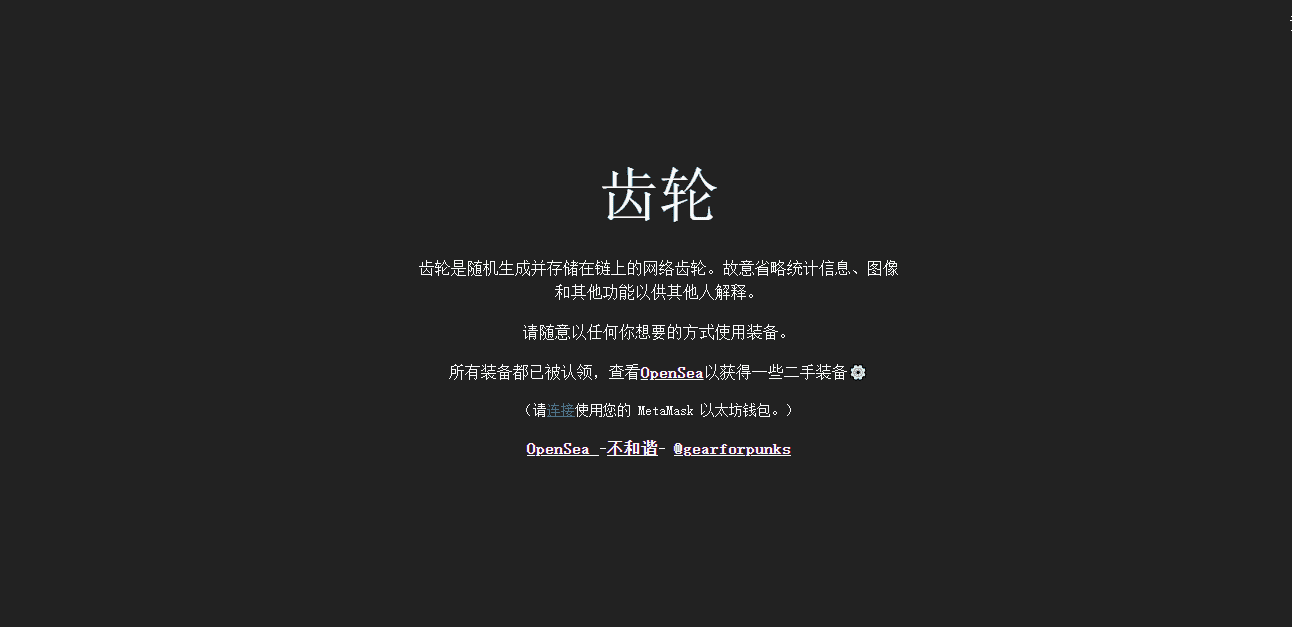 齿轮
齿轮是随机生成并存储在链上的网络齿轮。故意省略统计信息、图像
和其他功能以供其他人解释。
请随意以任何你想要的方式使用装备。
所有装备都已被认领，查看OpenSea以获得一些二手装备⚙️
（请连接使用您的 MetaMask 以太坊钱包。）
OpenSea -不和谐- @gearforpunks